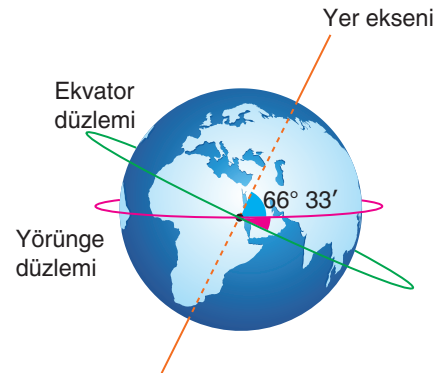 Yer ekseni
Ekvator
düzlemi
66° 33′
Yörünge
düzlemi